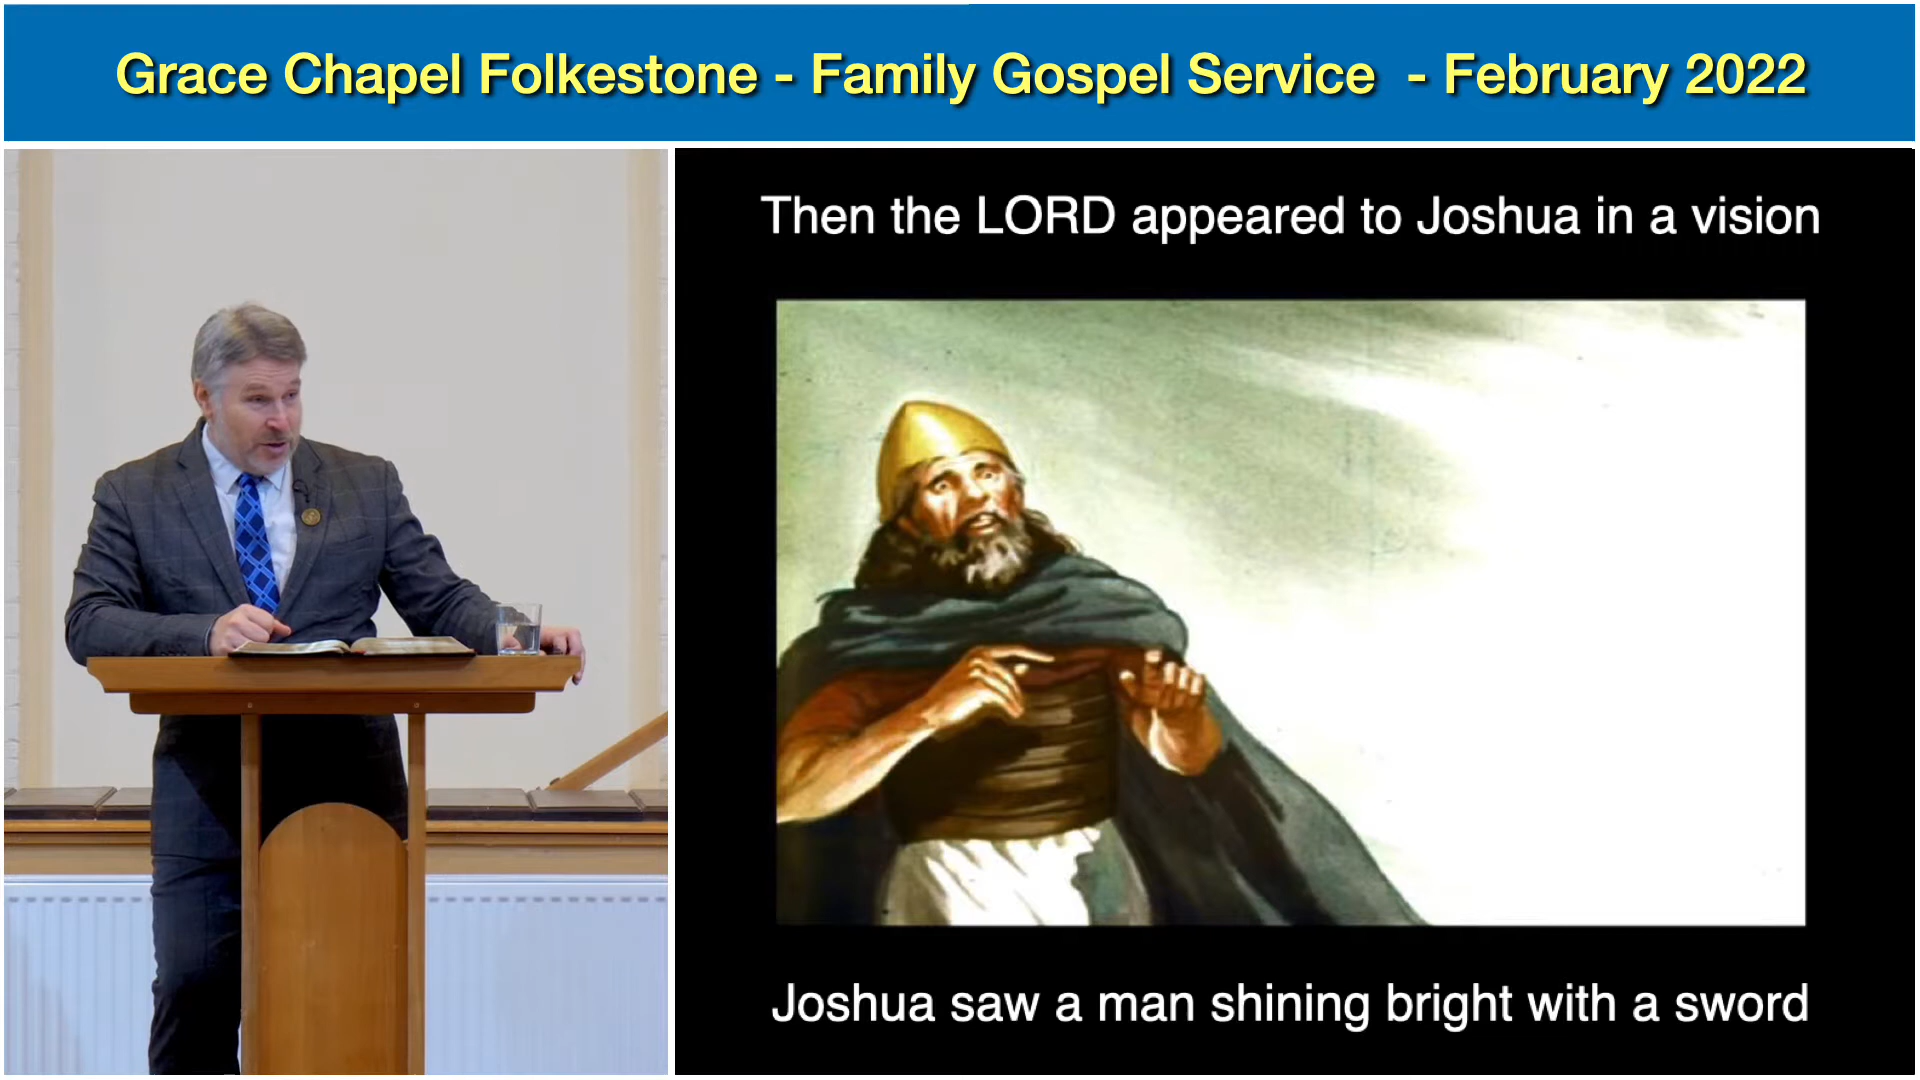 Grace Chapel Folkestone - Family Gospel Service - February 2022
Then the LORD appeared to Joshua in a vision
Joshua saw a man shining bright with a sword